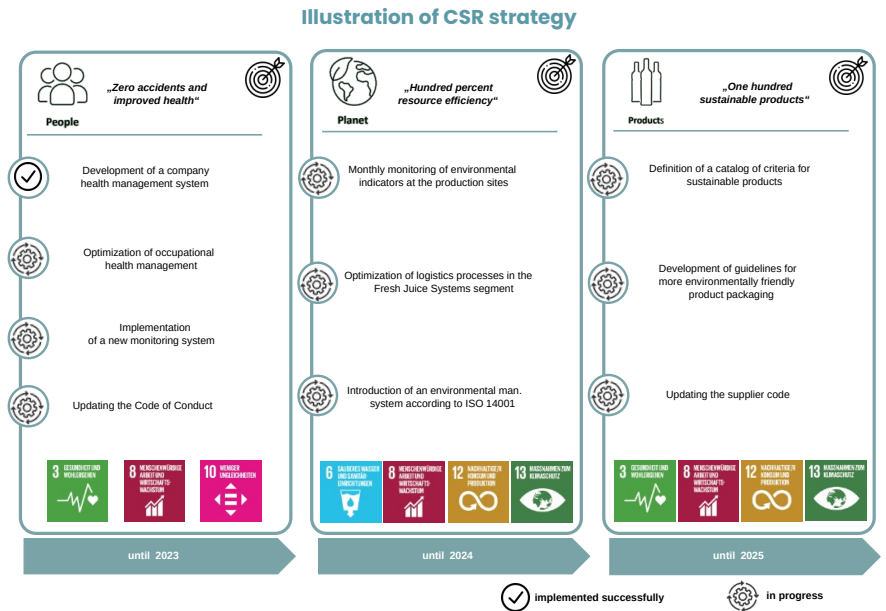 Illustration of CSR strategy
People
„Zero accidents and
improved health“
Development of a company
health management system
Optimization of occupational
health management
Implementation
of a new monitoring system
Updating the Code of Conduct
3 GESUNDHEIT UND
WOHLERGEHEN
8 MENSCHENWÜRDIGE
ARBEIT UND
WIRTSCHAFTS-
WACHSTUM
10 WENIGER
UNGLEICHHEITEN
until 2023
Planet
„Hundred percent
resource efficiency“
Monthly monitoring of environmental
indicators at the production sites
Optimization of logistics processes in the
Fresh Juice Systems segment
Introduction of an environmental man.
system according to ISO 14001
6 SAUBERES WASSER
UND SANITÄR-
EINRICHTUNGEN
8 MENSCHENWÜRDIGE
ARBEIT UND
WIRTSCHAFTS-
WACHSTUM
12 NACHHALTIGE/R
KONSUM UND
PRODUKTION
13 MASSNAHMEN ZUM
KLIMASCHUTZ
until 2024
Products
„One hundred
sustainable products“
Definition of a catalog of criteria for
sustainable products
Development of guidelines for
more environmentally friendly
product packaging
Updating the supplier code
3 GESUNDHEIT UND
WOHLERGEHEN
8 MENSCHENWÜRDIGE
ARBEIT UND
WIRTSCHAFTS-
WACHSTUM
12 NACHHALTIGE/R
KONSUM UND
PRODUKTION
13 MASSNAHMEN ZUM
KLIMASCHUTZ
until 2025
implemented successfully
in progress